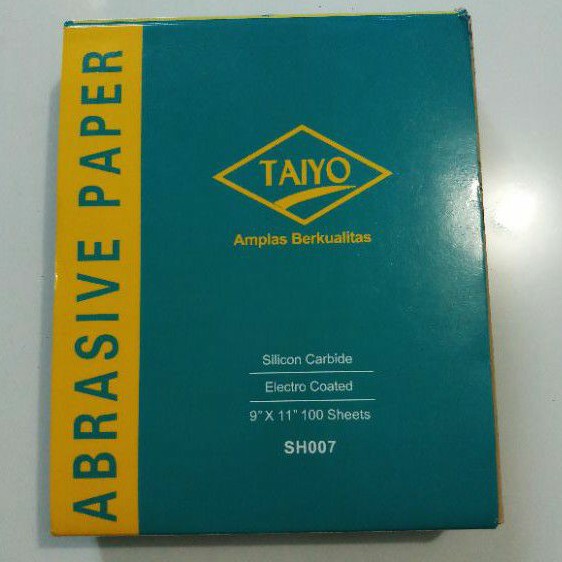 ABRASIVE PAPER
TAIYO
Amplas Berkualitas
Silicon Carbide
Electro Coated
9" X 11" 100 Sheets
SH007